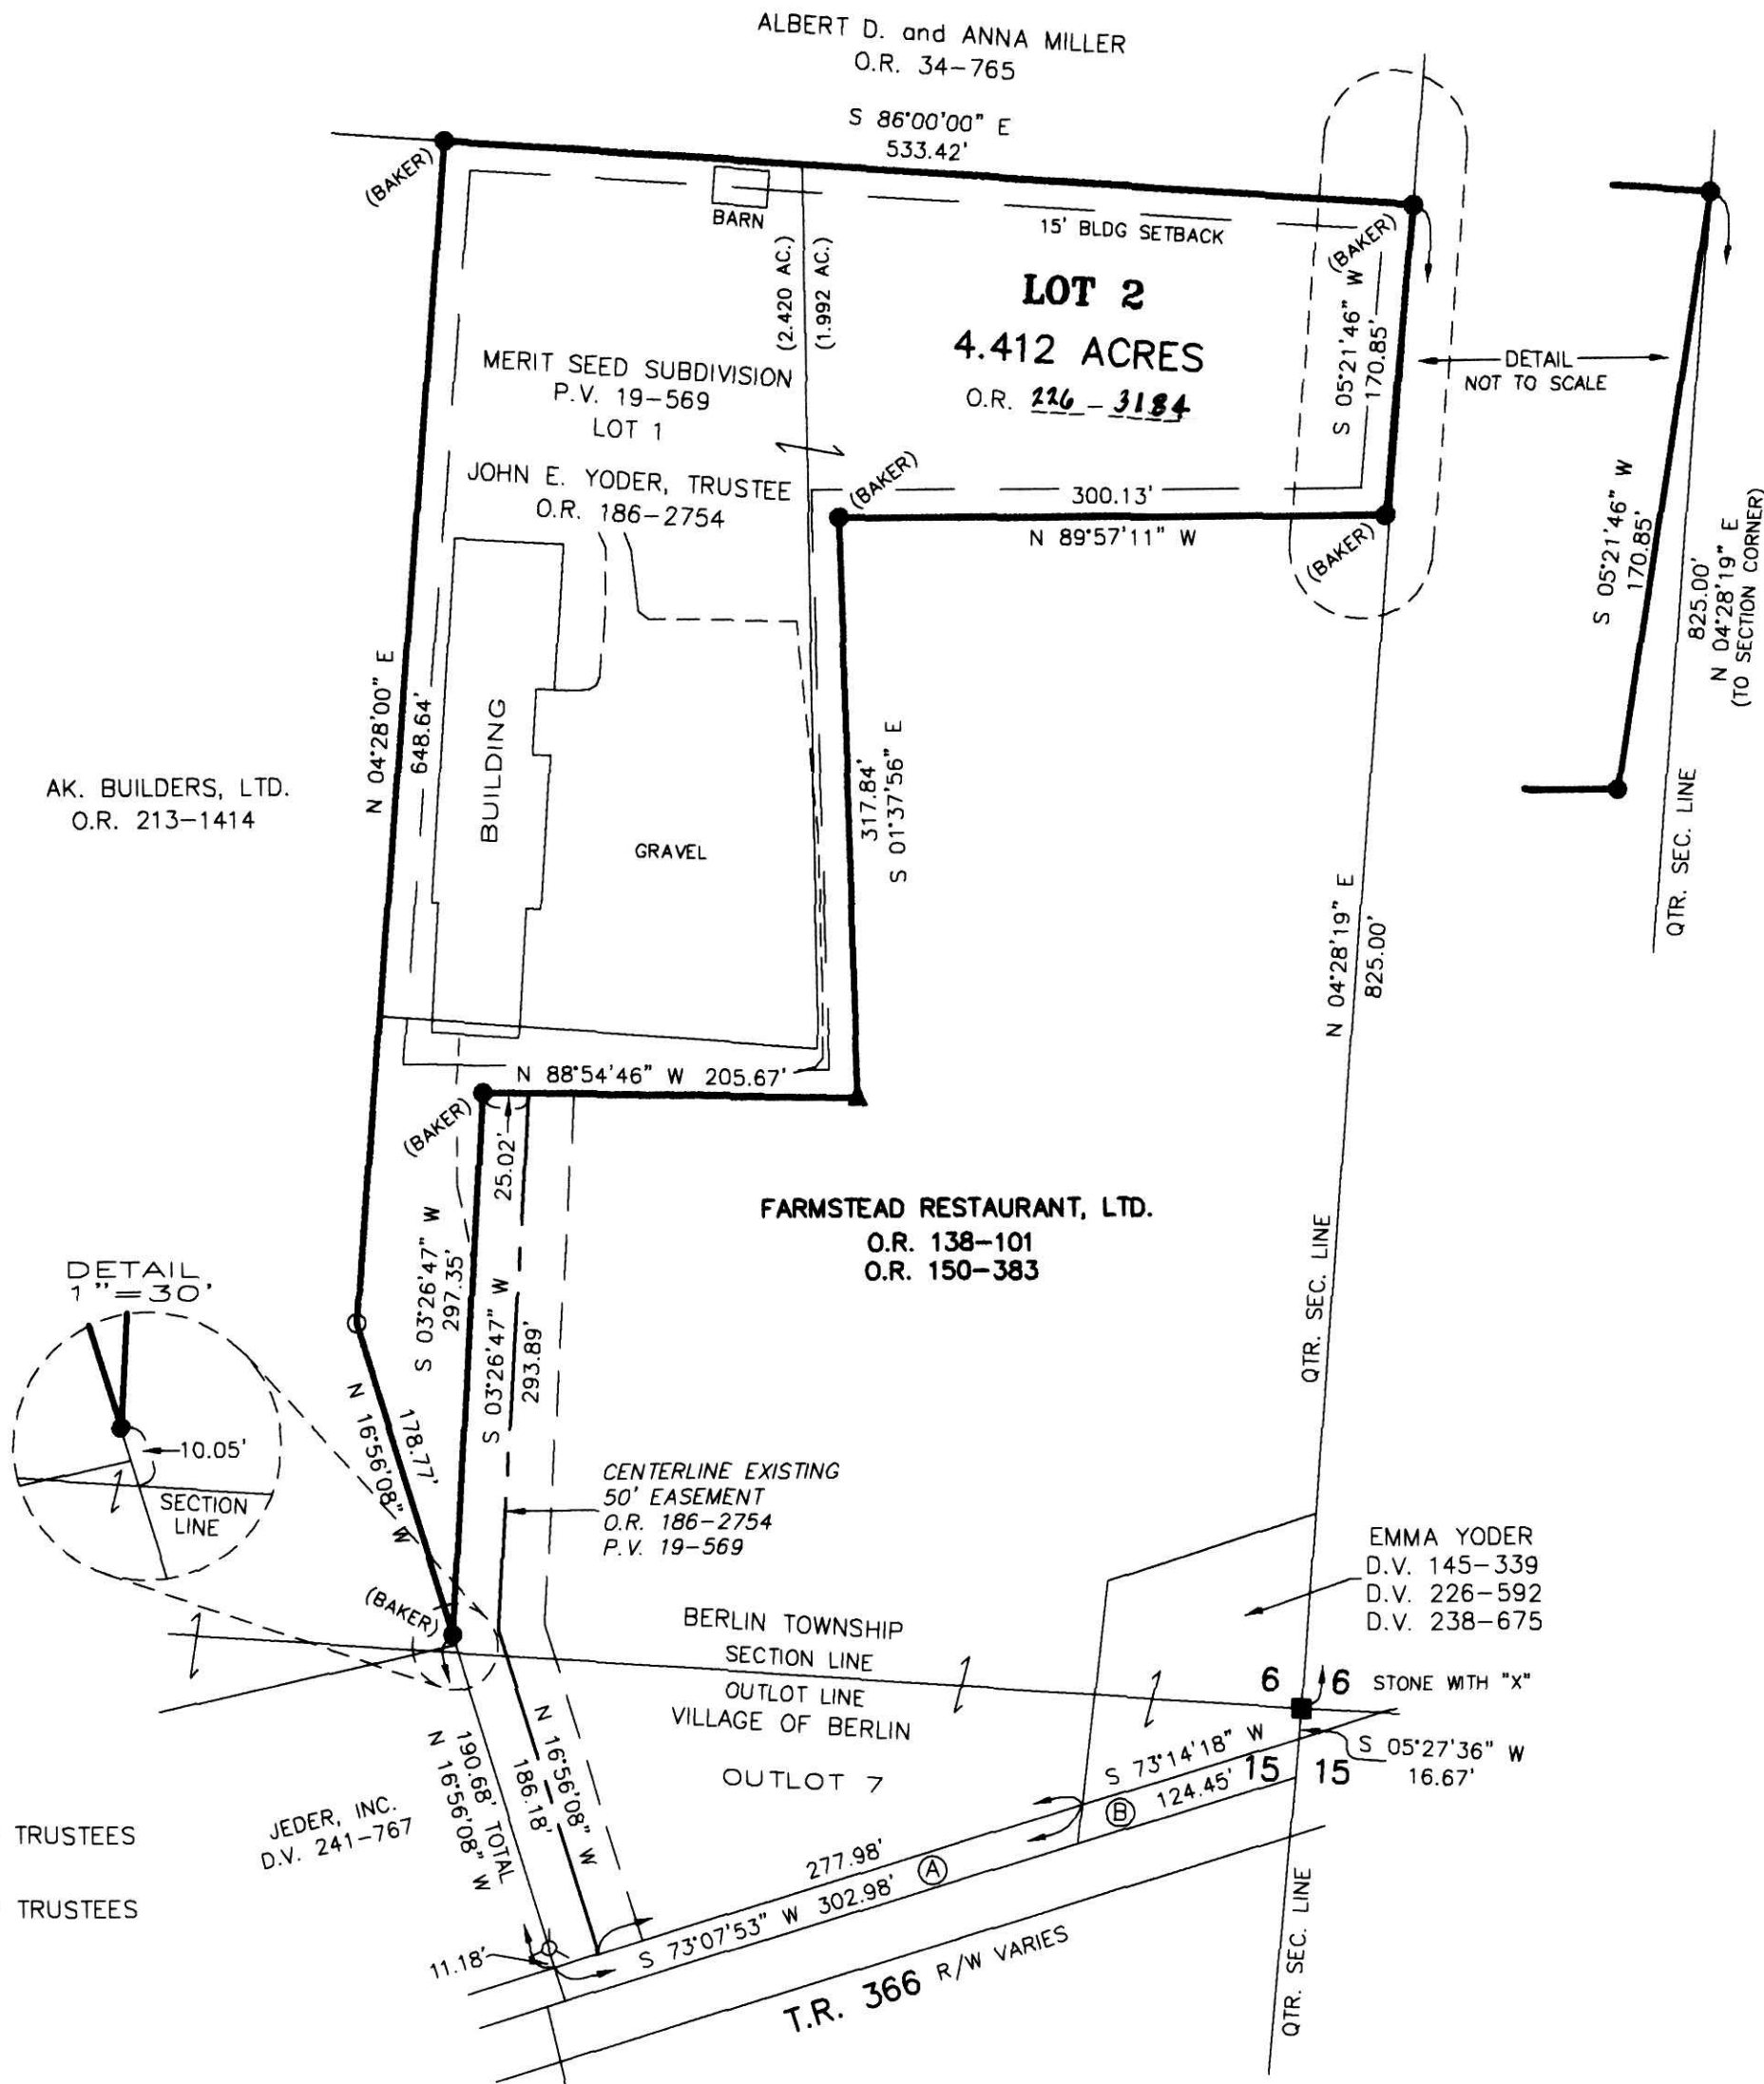 ALBERT D. and ANNA MILLER
O.R. 34-765
S 86°00'00" E
533.42'
(BAKER)
BARN
15' BLDG SETBACK
(BAKER)
(2.420 AC.)
(1.992 AC.)
LOT 2
4.412 ACRES
O.R. 226 - 3184
S 05°21'46" W
170.85'
DETAIL
NOT TO SCALE
MERIT SEED SUBDIVISION
P.V. 19-569
LOT 1
JOHN E. YODER, TRUSTEE
O.R. 186-2754
(BAKER)
300.13'
N 89°57'11" W
(BAKER)
S 05°21'46" W
170.85'
825.00'
N 04°28'19" E
(TO SECTION CORNER)
QTR. SEC. LINE
N 04°28'00" E
648.64'
BUILDING
GRAVEL
317.84'
S 01°37'56" E
AK. BUILDERS, LTD.
O.R. 213-1414
N 04°28'19" E
825.00'
N 88°54'46" W 205.67'
(BAKER)
25.02'
FARMSTEAD RESTAURANT, LTD.
O.R. 138-101
O.R. 150-383
QTR. SEC. LINE
S 03°26'47" W
297.35'
S 03°26'47" W
293.89'
DETAIL
1"=30'
10.05'
SECTION
LINE
N 16°56'08" W
178.77'
CENTERLINE EXISTING
50' EASEMENT
O.R. 186-2754
P.V. 19-569
EMMA YODER
D.V. 145-339
D.V. 226-592
D.V. 238-675
(BAKER)
BERLIN TOWNSHIP
SECTION LINE
OUTLOT LINE
VILLAGE OF BERLIN
6 6
STONE WITH "X"
OUTLOT 7
S 73°14'18" W
124.45'
B
15 15
S 05°27'36" W
16.67'
N 16°56'08" W
186.18'
190.68' TOTAL
N 16°56'08" W
JEDER, INC.
D.V. 241-767
TRUSTEES
TRUSTEES
277.98'
A
S 73°07'53" W 302.98'
11.18'
T.R. 366 R/W VARIES
QTR. SEC. LINE